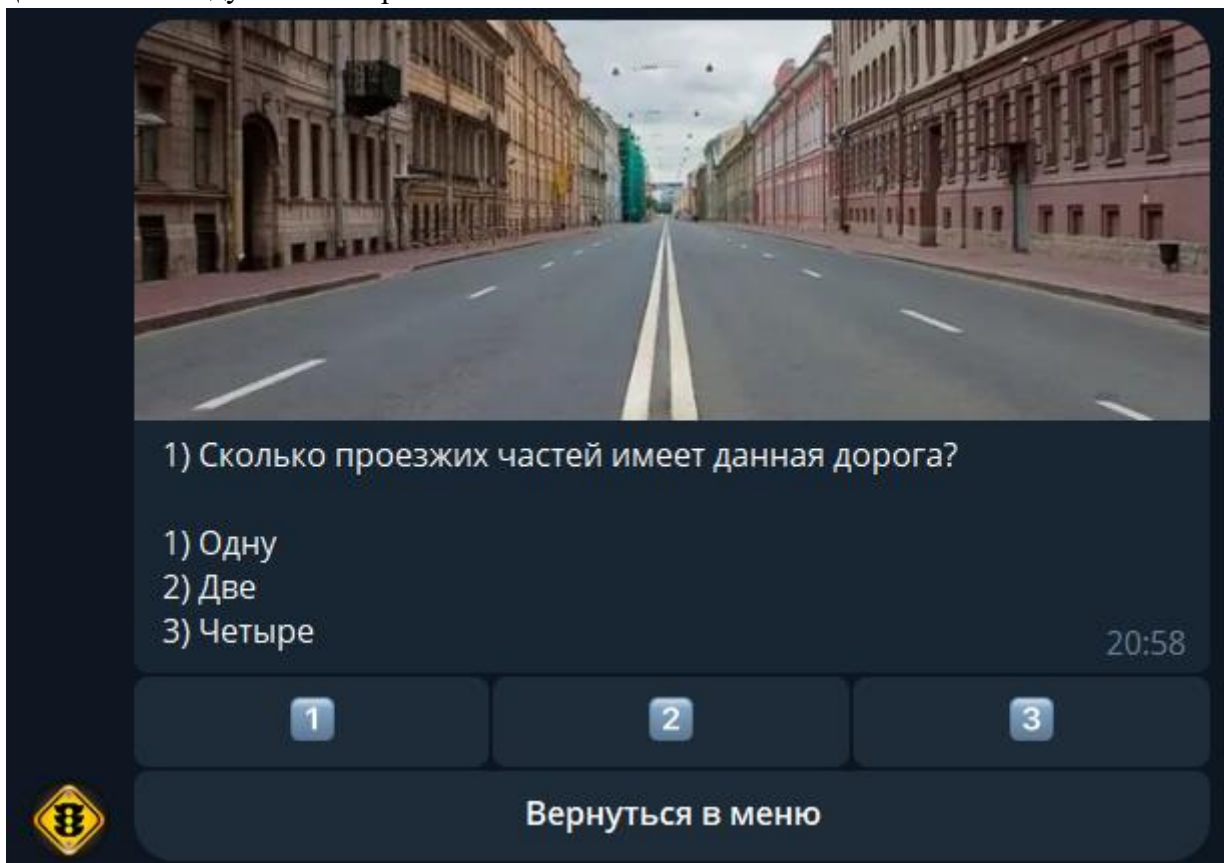 1) Сколько проезжих частей имеет данная дорога?
1) Одну
2) Две
3) Четыре
20:58
1
2
3
Вернуться в меню